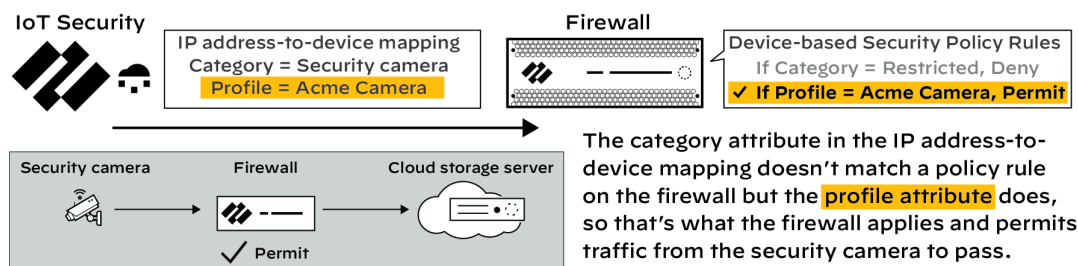 IoT Security
IP address-to-device mapping
Category = Security camera
Profile = Acme Camera
Firewall
Device-based Security Policy Rules
If Category = Restricted, Deny
✓ If Profile = Acme Camera, Permit
Security camera
Firewall
Cloud storage server
Permit
The category attribute in the IP address-to-
device mapping doesn't match a policy rule
on the firewall but the profile attribute does,
so that's what the firewall applies and permits
traffic from the security camera to pass.